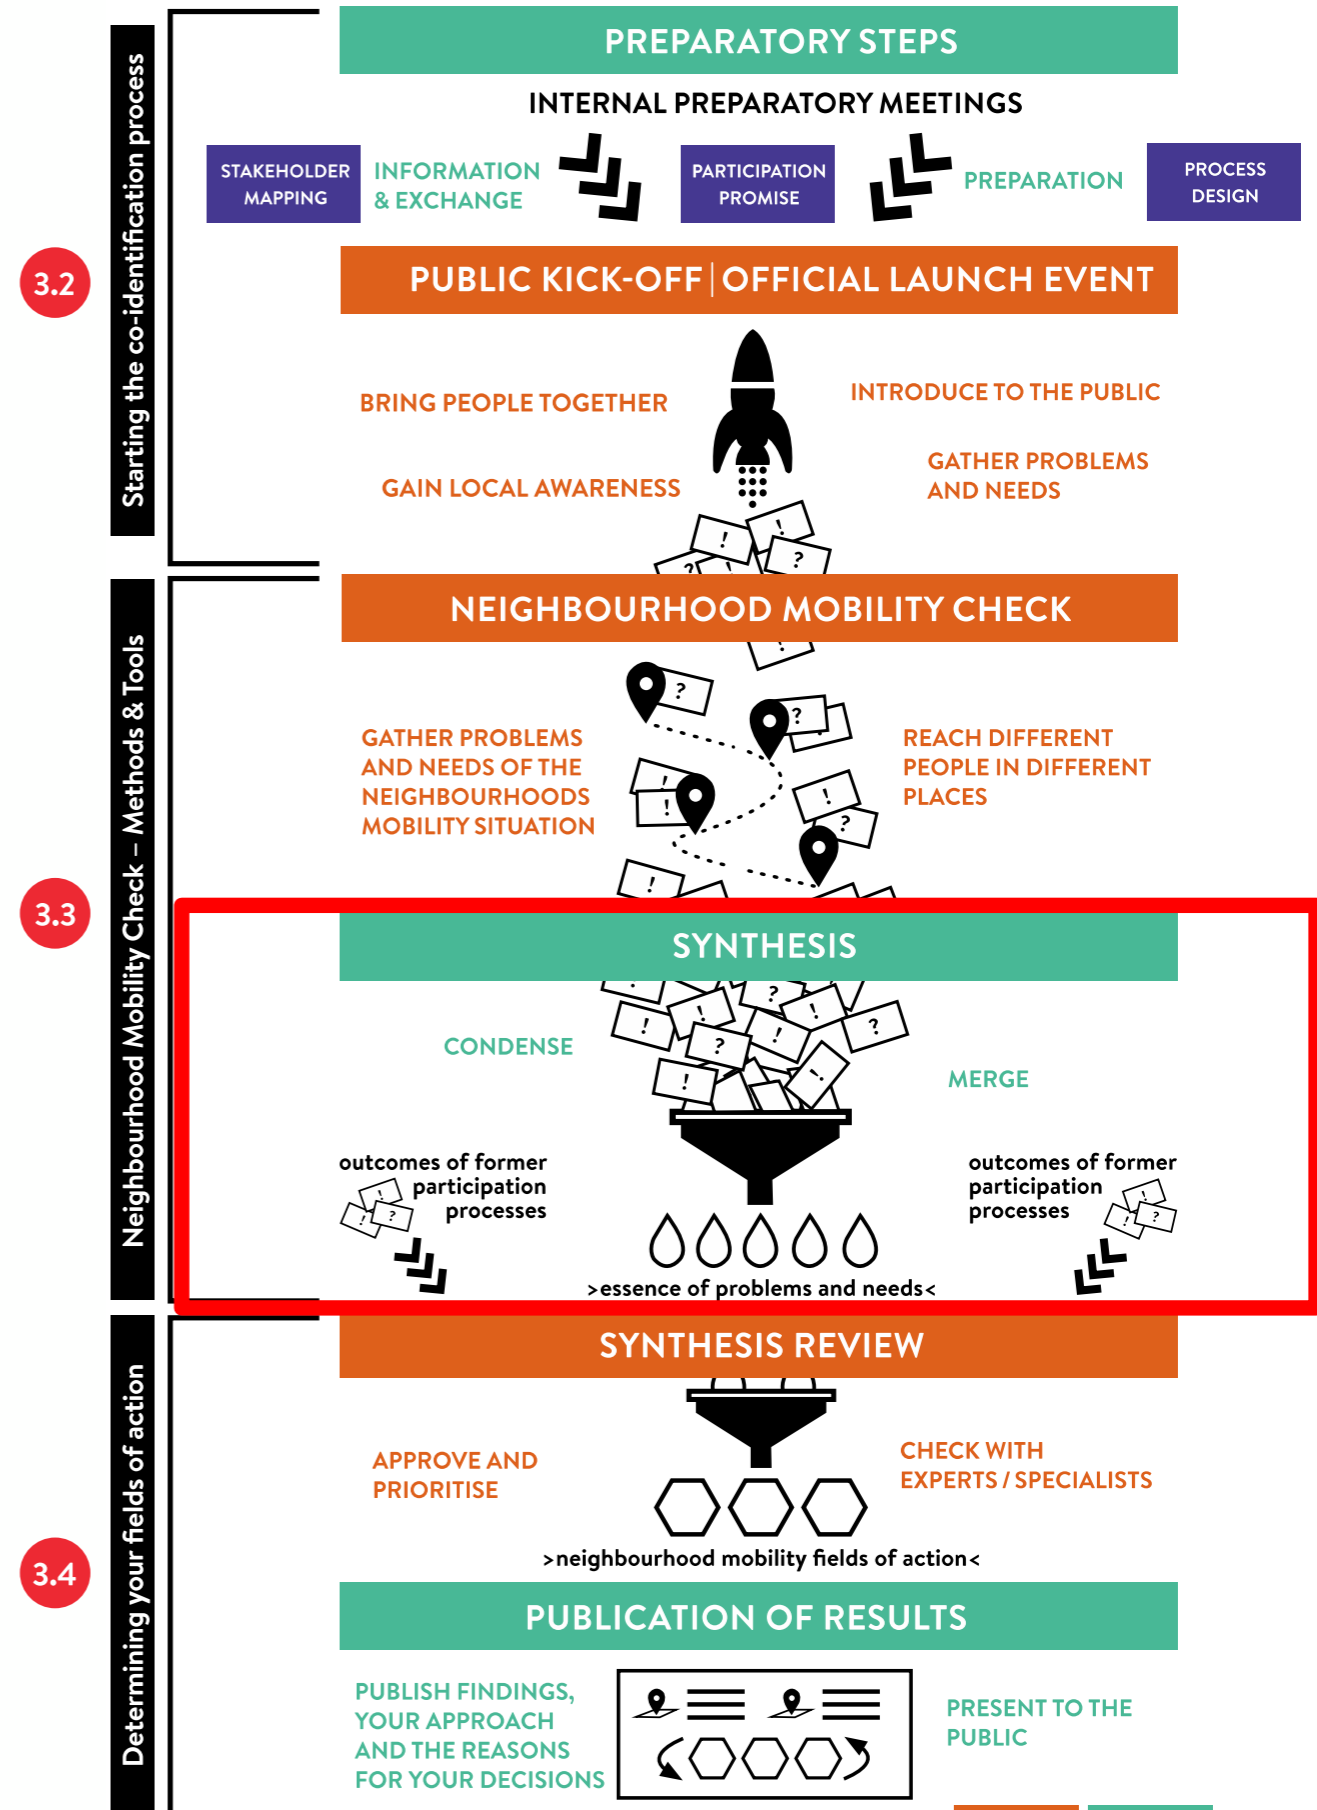 PREPARATORY STEPS
INTERNAL PREPARATORY MEETINGS
STAKEHOLDER
MAPPING
INFORMATION
& EXCHANGE
PARTICIPATION
PROMISE
PREPARATION
PROCESS
DESIGN
3.2
Starting the co-identification process
PUBLIC KICK-OFF | OFFICIAL LAUNCH EVENT
BRING PEOPLE TOGETHER
INTRODUCE TO THE PUBLIC
GAIN LOCAL AWARENESS
GATHER PROBLEMS
AND NEEDS
! ! ? ? !
3.3
Neighbourhood Mobility Check – Methods & Tools
NEIGHBOURHOOD MOBILITY CHECK
GATHER PROBLEMS
AND NEEDS OF THE
NEIGHBOURHOODS
MOBILITY SITUATION
REACH DIFFERENT
PEOPLE IN DIFFERENT
PLACES
? ? ! ! ! ? !
SYNTHESIS
CONDENSE
MERGE
! ! ? ! ! ? ? ! !
outcomes of former
participation
processes
! ! ?
outcomes of former
participation
processes
! ! ?
>essence of problems and needs<
3.4
Determining your fields of action
SYNTHESIS REVIEW
APPROVE AND
PRIORITISE
CHECK WITH
EXPERTS / SPECIALISTS
>neighbourhood mobility fields of action<
PUBLICATION OF RESULTS
PUBLISH FINDINGS,
YOUR APPROACH
AND THE REASONS
FOR YOUR DECISIONS
PRESENT TO THE
PUBLIC